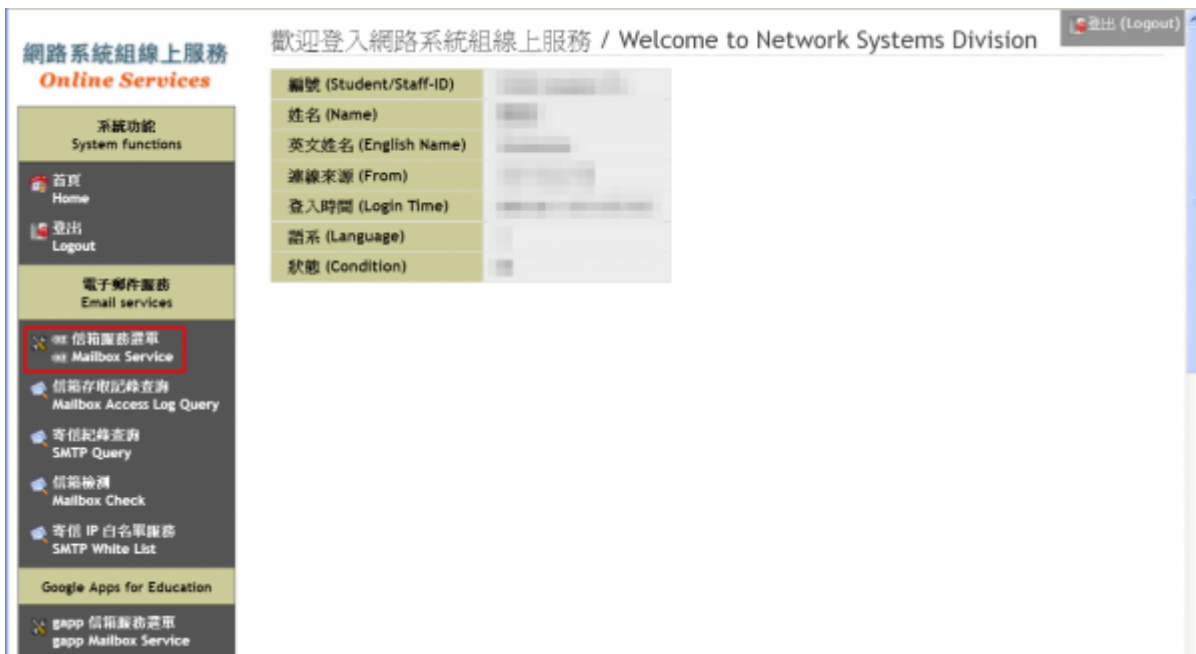 登出 (Logout)
網路系統組線上服務
Online Services
歡迎登入網路系統組線上服務 / Welcome to Network Systems Division
編號 (Student/Staff-ID)
姓名 (Name)
英文姓名 (English Name)
連線來源 (From)
登入時間 (Login Time)
語系 (Language)
狀態 (Condition)
系統功能
System functions
首頁
Home
登出
Logout
電子郵件服務
Email services
信箱服務選單
Mailbox Service
信箱存取記錄查詢
Mailbox Access Log Query
寄信紀錄查詢
SMTP Query
信箱檢測
Mailbox Check
寄信 IP 白名單服務
SMTP White List
Google Apps for Education
gapp 信箱服務選單
gapp Mailbox Service